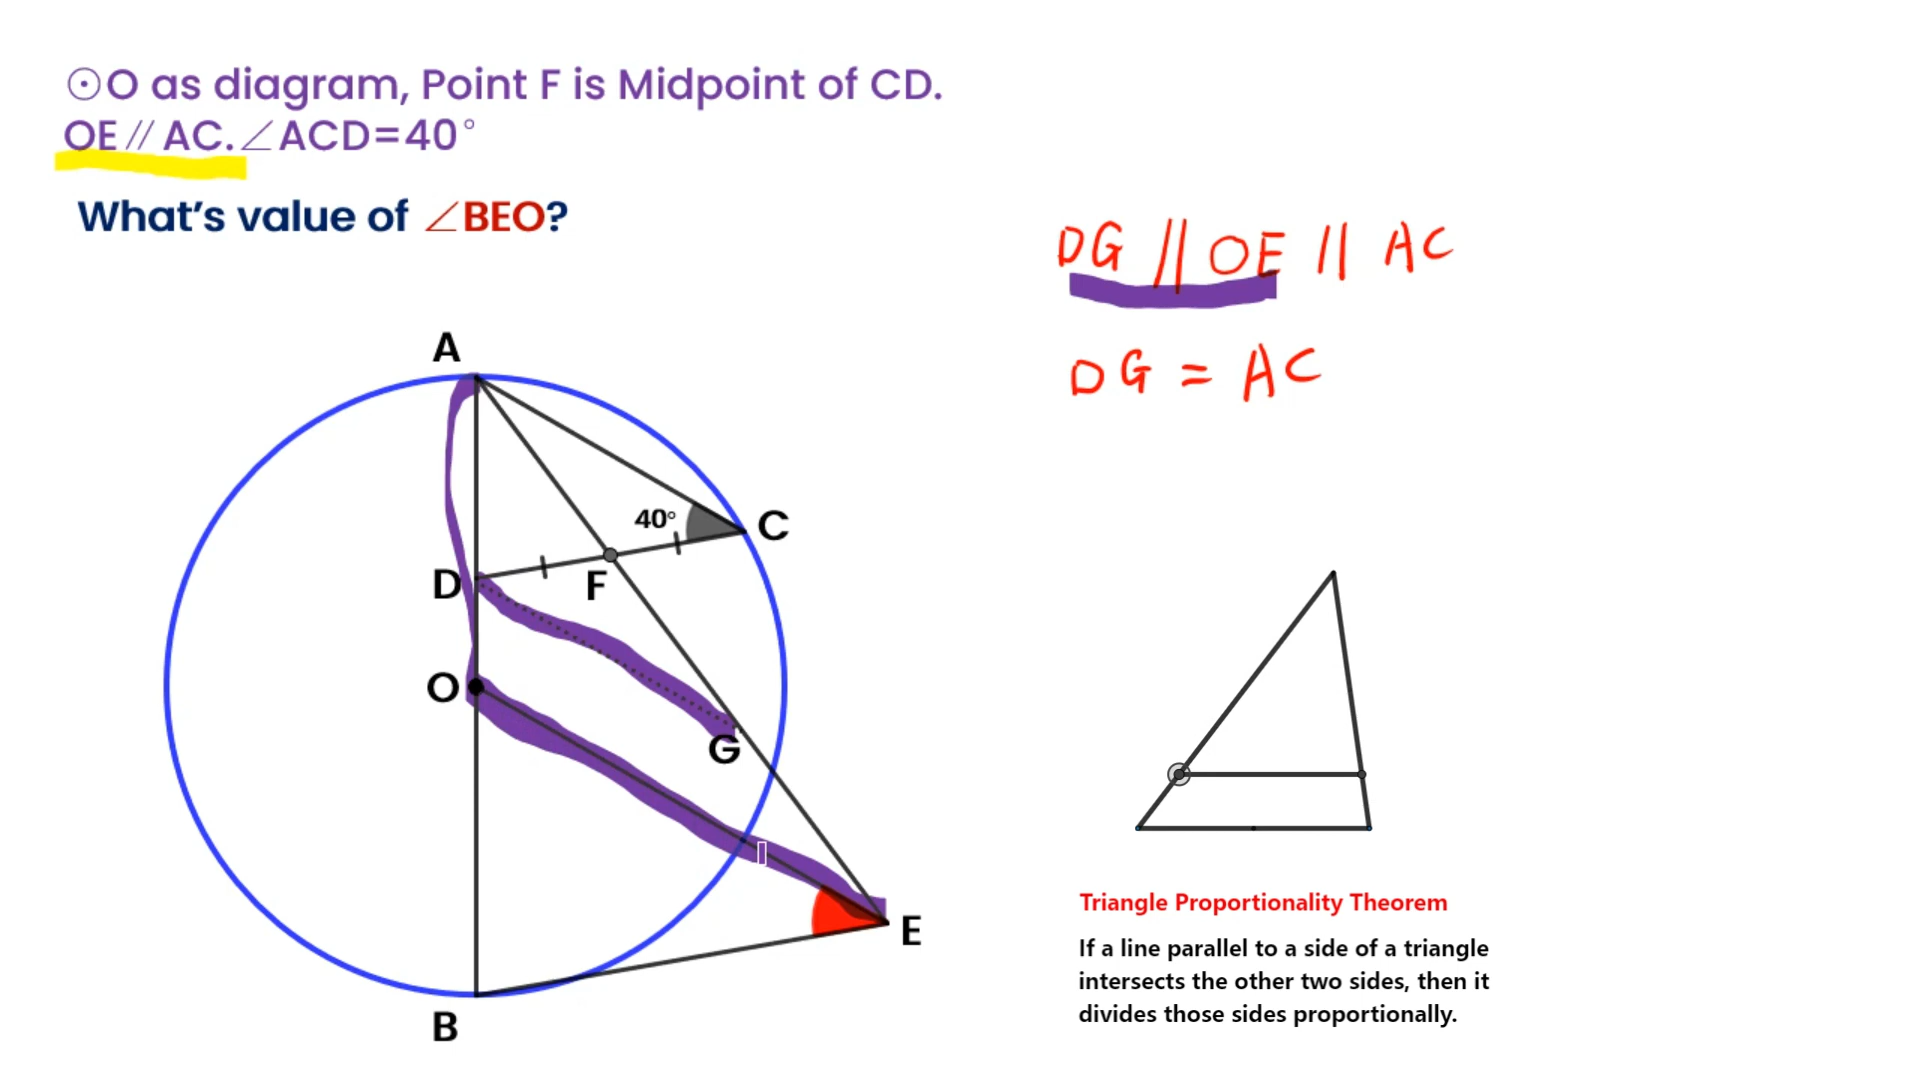 ⊙O as diagram, Point F is Midpoint of CD.
OE∥AC.∠ACD=40°
What's value of ∠BEO?
DG ∥ OE ∥ AC
DG = AC
A
40°
C
D
F
O
G
E
B
Triangle Proportionality Theorem
If a line parallel to a side of a triangle
intersects the other two sides, then it
divides those sides proportionally.